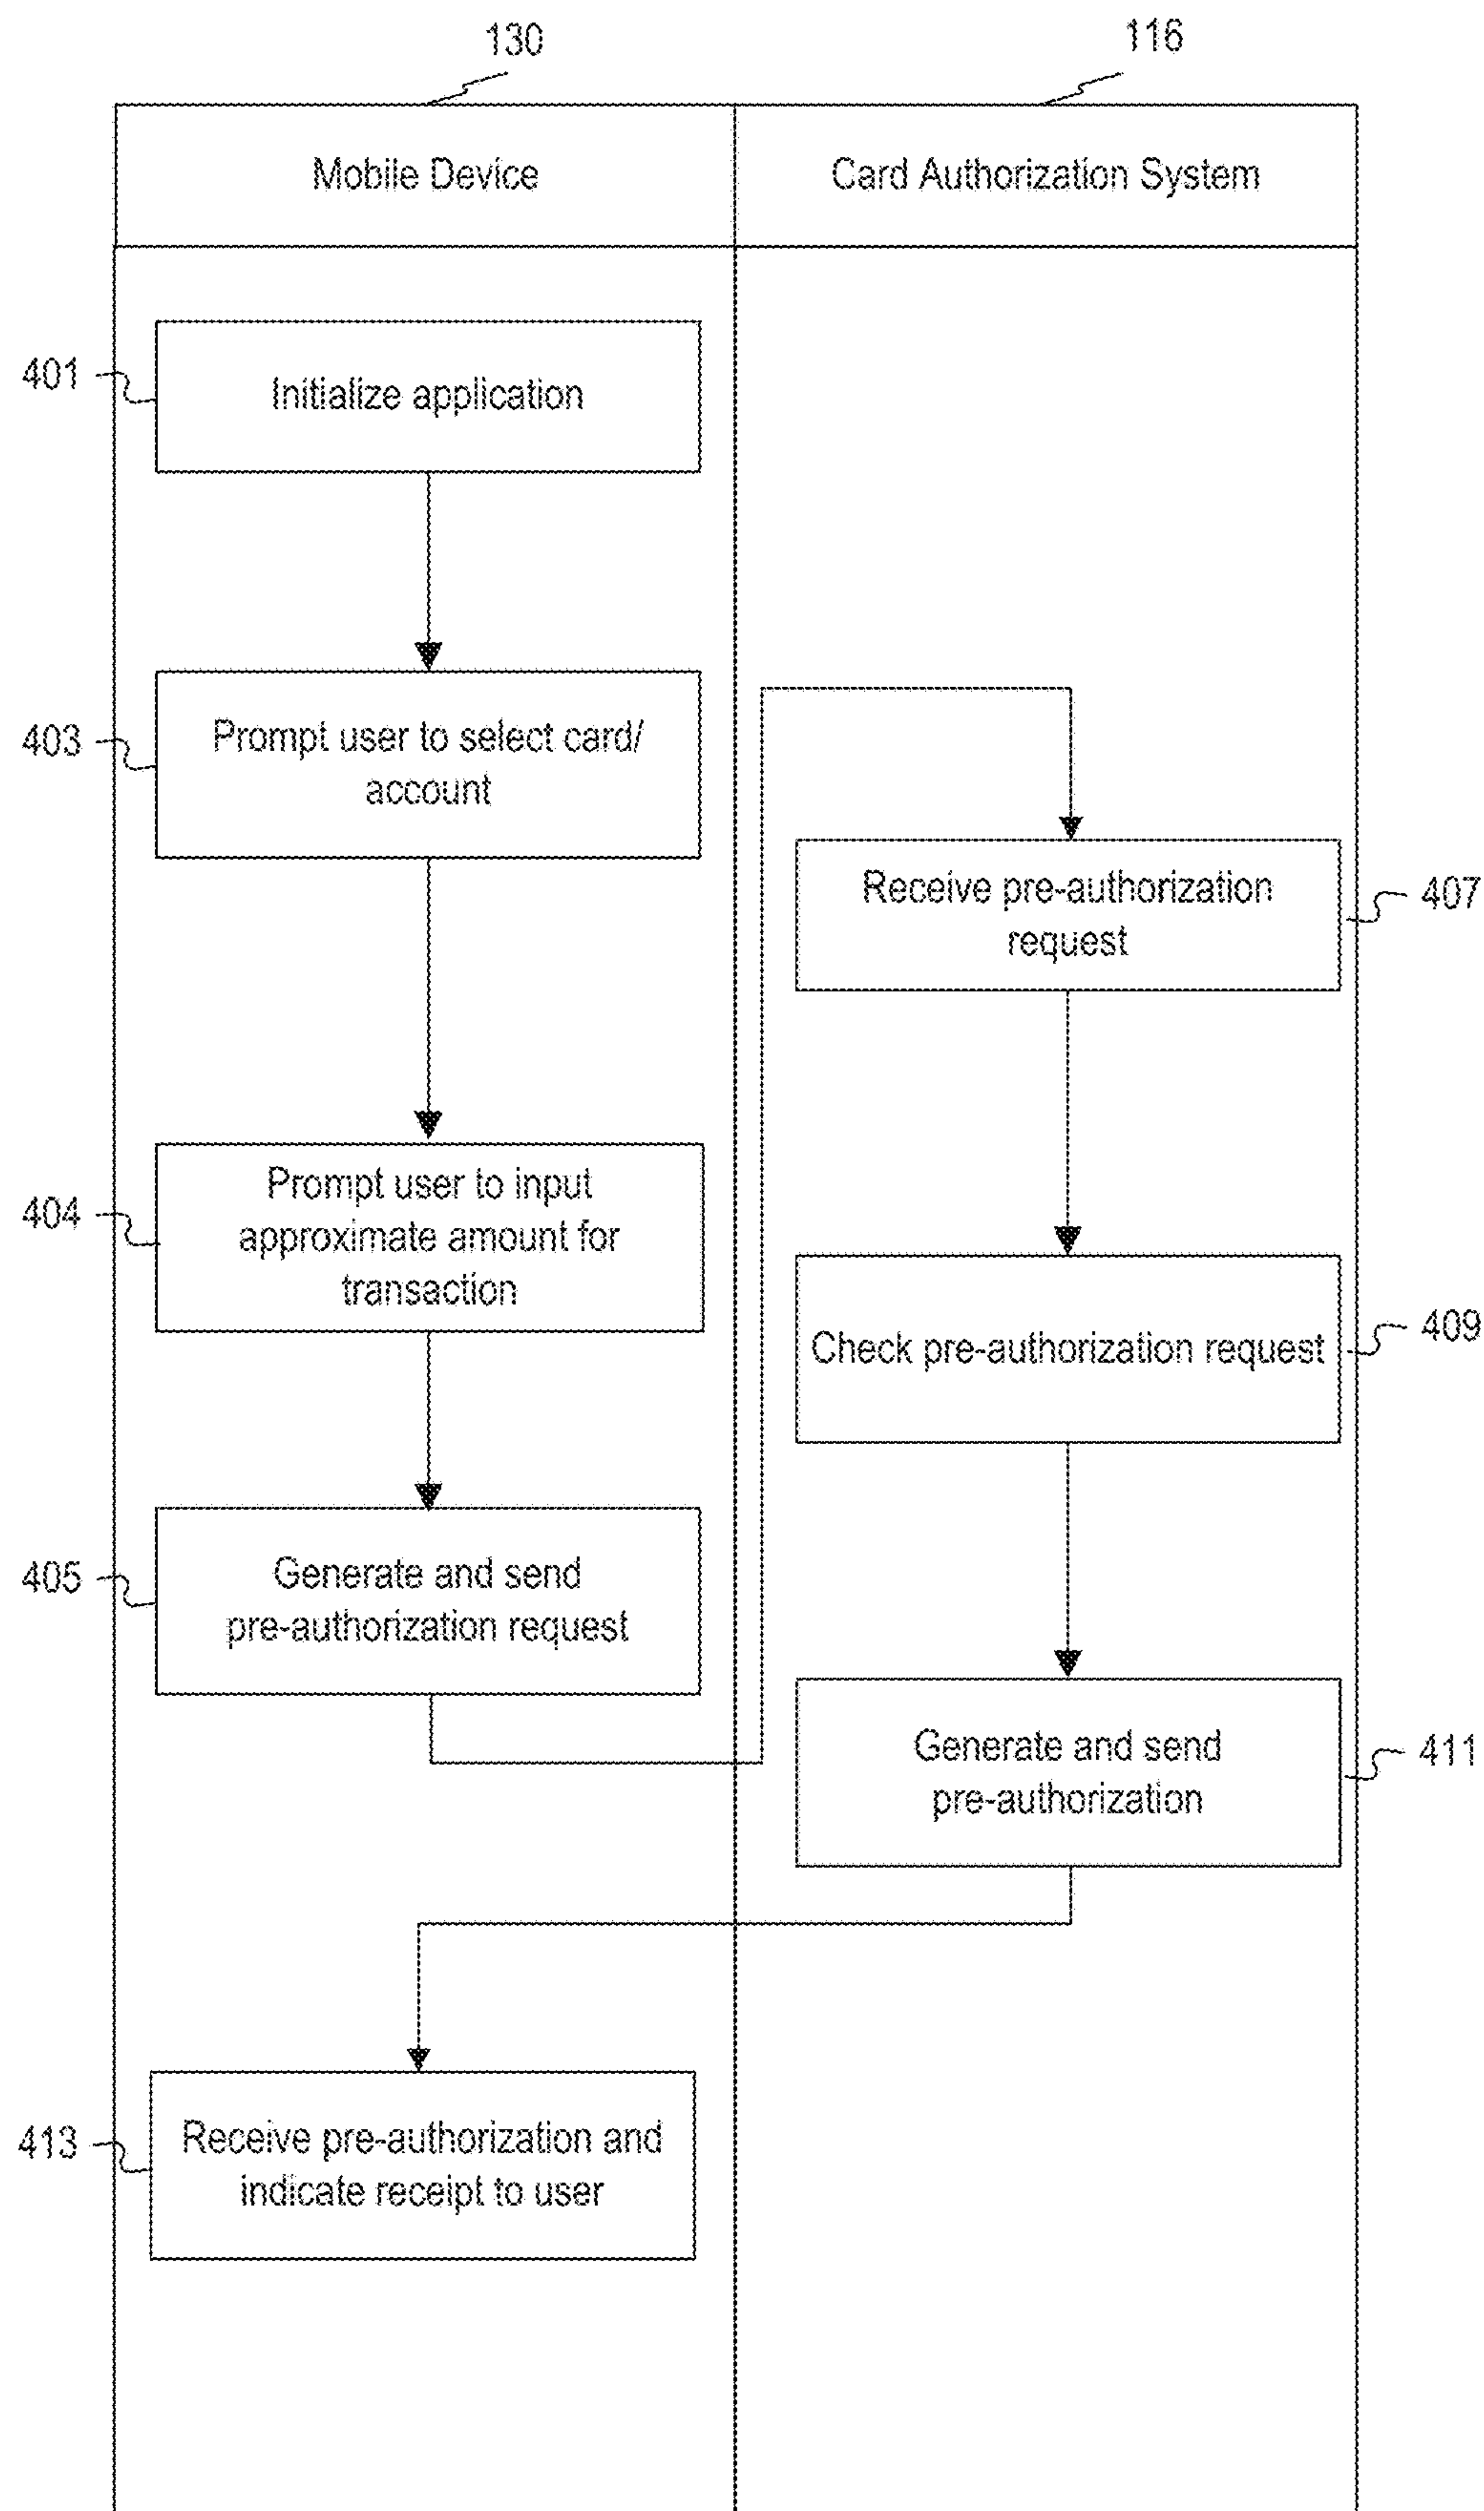 130
116
Mobile Device
Card Authorization System
401
Initialize application
403
Prompt user to select card/
account
404
Prompt user to input
approximate amount for
transaction
405
Generate and send
pre-authorization request
407
Receive pre-authorization
request
409
Check pre-authorization request
411
Generate and send
pre-authorization
413
Receive pre-authorization and
indicate receipt to user